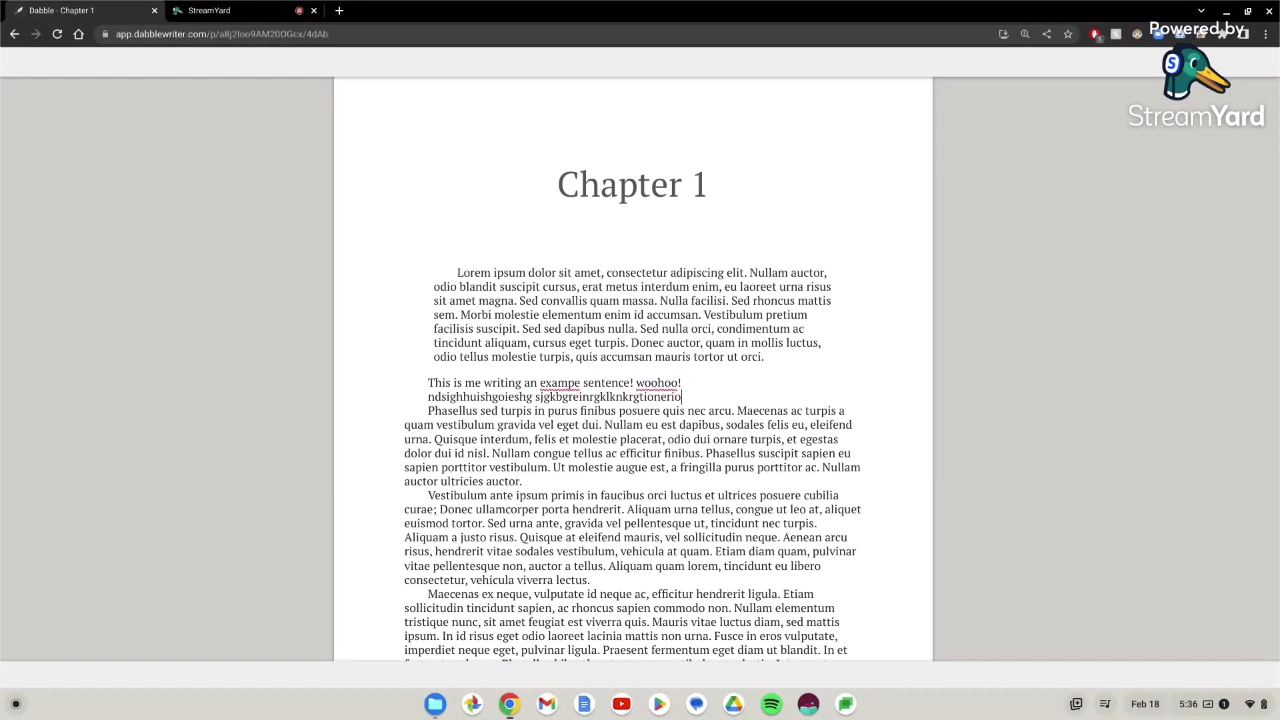 Dabble - Chapter 1
StreamYard
app.dabblewriter.com/p/a8j2Ioo9AM20OGcx/4dAb
Powered by
StreamYard
Chapter 1
Lorem ipsum dolor sit amet, consectetur adipiscing elit. Nullam auctor,
odio blandit suscipit cursus, erat metus interdum enim, eu laoreet urna risus
sit amet magna. Sed convallis quam massa. Nulla facilisi. Sed rhoncus mattis
sem. Morbi molestie elementum enim id accumsan. Vestibulum pretium
facilisis suscipit. Sed sed dapibus nulla. Sed nulla orci, condimentum ac
tincidunt aliquam, cursus eget turpis. Donec auctor, quam in mollis luctus,
odio tellus molestie turpis, quis accumsan mauris tortor ut orci.
This is me writing an exampe sentence! woohoo!
ndsighhuishgoieshg sjgkbgreinrgklknkrgtionerio
Phasellus sed turpis in purus finibus posuere quis nec arcu. Maecenas ac turpis a
quam vestibulum gravida vel eget dui. Nullam eu est dapibus, sodales felis eu, eleifend
urna. Quisque interdum, felis et molestie placerat, odio dui ornare turpis, et egestas
dolor dui id nisl. Nullam congue tellus ac efficitur finibus. Phasellus suscipit sapien eu
sapien porttitor vestibulum. Ut molestie augue est, a fringilla purus porttitor ac. Nullam
auctor ultricies auctor.
Vestibulum ante ipsum primis in faucibus orci luctus et ultrices posuere cubilia
curae; Donec ullamcorper porta hendrerit. Aliquam urna tellus, congue ut leo at, aliquet
euismod tortor. Sed urna ante, gravida vel pellentesque ut, tincidunt nec turpis.
Aliquam a justo risus. Quisque at eleifend mauris, vel sollicitudin neque. Aenean arcu
risus, hendrerit vitae sodales vestibulum, vehicula at quam. Etiam diam quam, pulvinar
vitae pellentesque non, auctor a tellus. Aliquam quam lorem, tincidunt eu libero
consectetur, vehicula viverra lectus.
Maecenas ex neque, vulputate id neque ac, efficitur hendrerit ligula. Etiam
sollicitudin tincidunt sapien, ac rhoncus sapien commodo non. Nullam elementum
tristique nunc, sit amet feugiat est viverra quis. Mauris vitae luctus diam, sed mattis
ipsum. In id risus eget odio laoreet lacinia mattis non urna. Fusce in eros vulputate,
imperdiet neque eget, pulvinar ligula. Praesent fermentum eget diam ut blandit. In et
Feb 18
5:36
1